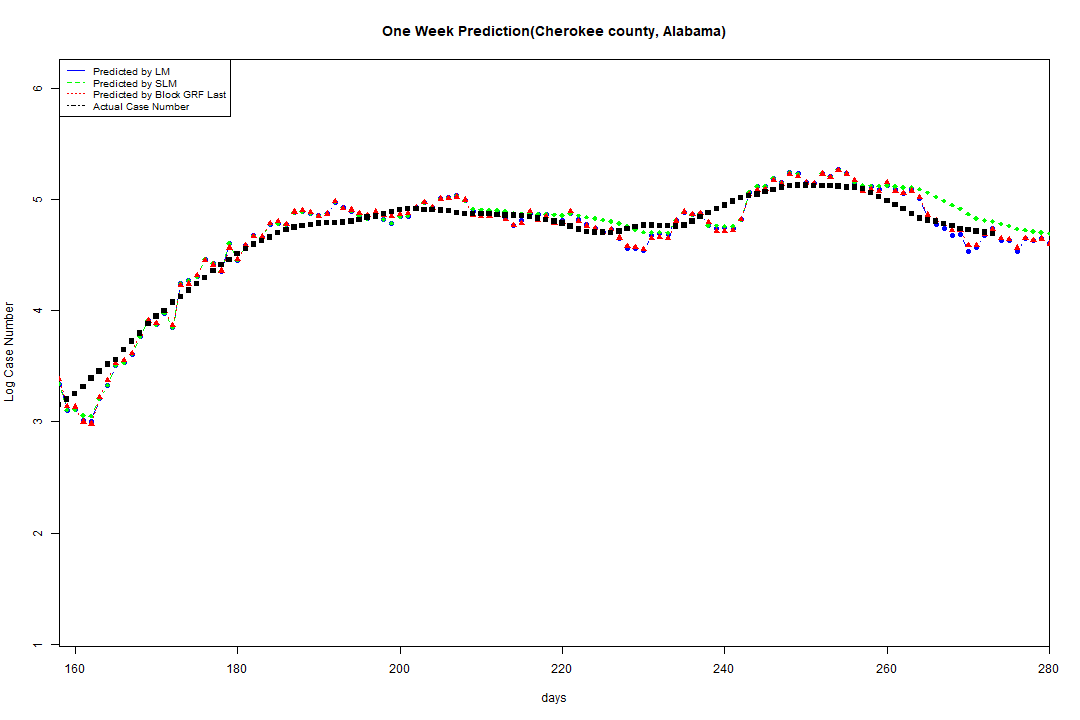 One Week Prediction(Cherokee county, Alabama)
Predicted by LM
Predicted by SLM
Predicted by Block GRF Last
Actual Case Number
6
5
4
3
2
1
Log Case Number
160 180 200 220 240 260 280
days